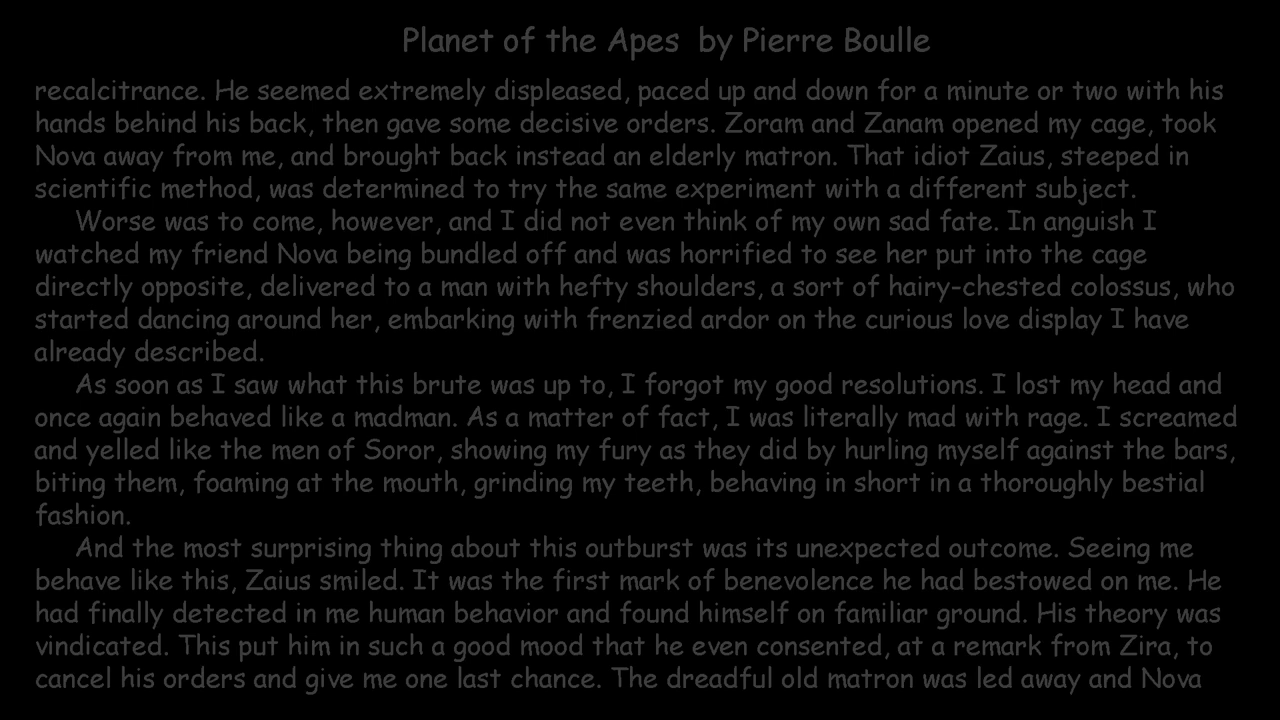 Planet of the Apes  by Pierre Boulle
recalcitrance. He seemed extremely displeased, paced up and down for a minute or two with his
hands behind his back, then gave some decisive orders. Zoram and Zanam opened my cage, took
Nova away from me, and brought back instead an elderly matron. That idiot Zaius, steeped in
scientific method, was determined to try the same experiment with a different subject.
Worse was to come, however, and I did not even think of my own sad fate. In anguish I
watched my friend Nova being bundled off and was horrified to see her put into the cage
directly opposite, delivered to a man with hefty shoulders, a sort of hairy-chested colossus, who
started dancing around her, embarking with frenzied ardor on the curious love display I have
already described.
As soon as I saw what this brute was up to, I forgot my good resolutions. I lost my head and
once again behaved like a madman. As a matter of fact, I was literally mad with rage. I screamed
and yelled like the men of Soror, showing my fury as they did by hurling myself against the bars,
biting them, foaming at the mouth, grinding my teeth, behaving in short in a thoroughly bestial
fashion.
And the most surprising thing about this outburst was its unexpected outcome. Seeing me
behave like this, Zaius smiled. It was the first mark of benevolence he had bestowed on me. He
had finally detected in me human behavior and found himself on familiar ground. His theory was
vindicated. This put him in such a good mood that he even consented, at a remark from Zira, to
cancel his orders and give me one last chance. The dreadful old matron was led away and Nova